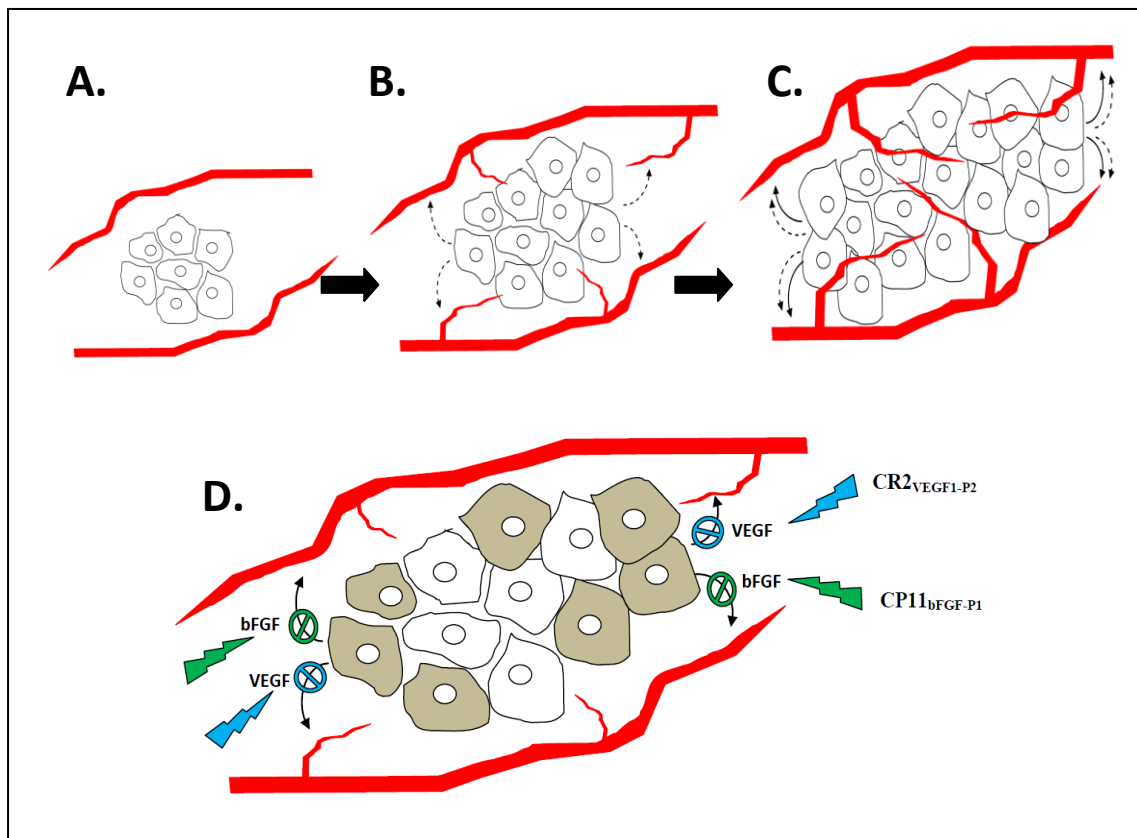 A.
B.
C.
D.
CR2VEGF1-P2
VEGF
bFGF
CP11bFGF-P1
bFGF
VEGF